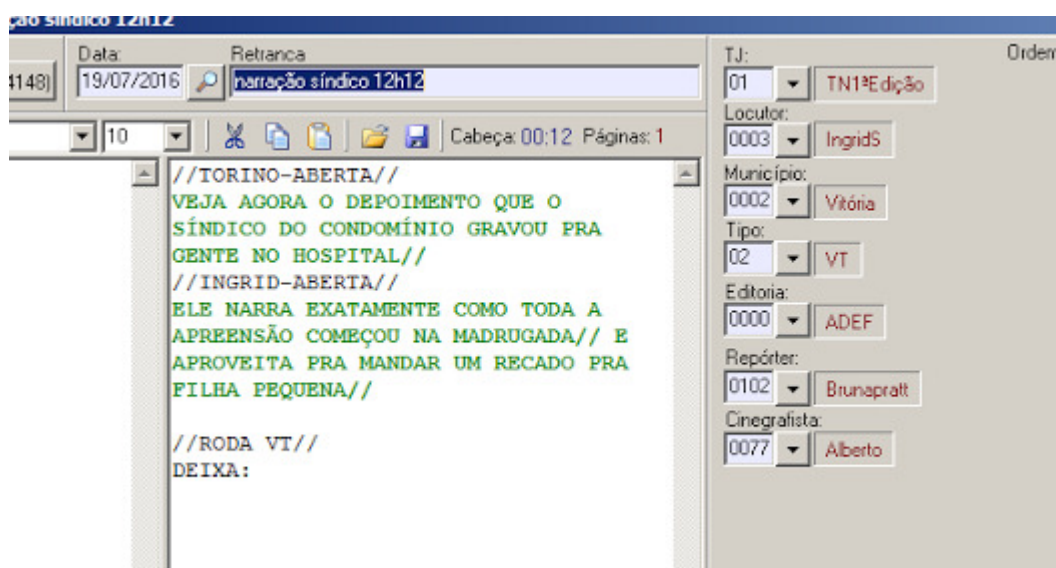 ção síndico 12h12
Data: Retranca
4148) 19/07/2016 narração síndico 12h12
10 Cabeça: 00:12 Páginas: 1
//TORINO-ABERTA//
VEJA AGORA O DEPOIMENTO QUE O
SÍNDICO DO CONDOMÍNIO GRAVOU PRA
GENTE NO HOSPITAL//
//INGRID-ABERTA//
ELE NARRA EXATAMENTE COMO TODA A
APREENSÃO COMEÇOU NA MADRUGADA// E
APROVEITA PRA MANDAR UM RECADO PRA
FILHA PEQUENA//
//RODA VT//
DEIXA:
TJ: Ordem
01 TN1ªEdição
Locutor:
0003 IngridS
Município:
0002 Vitória
Tipo:
02 VT
Editoria:
0000 ADEF
Repórter:
0102 Brunapratt
Cinegrafista:
0077 Alberto